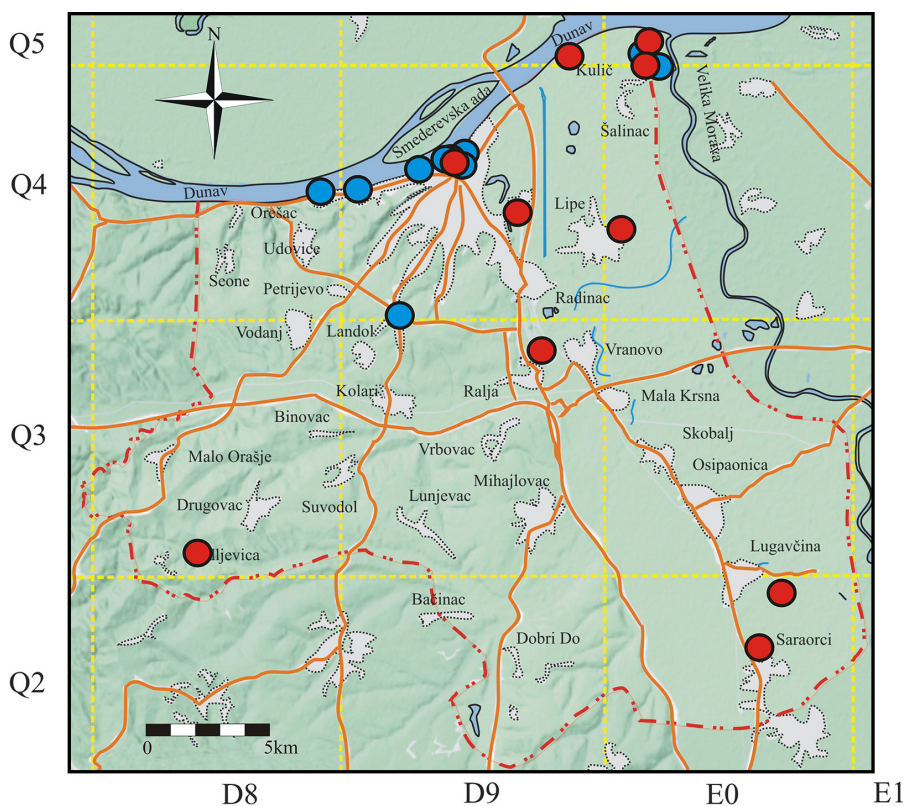 Q5
N
Dunav
Kulič
Velika Morava
Smederevska ada
Šalinac
Q4
Dunav
Orešac
Lipe
Udovice
Seone
Petrijevo
Radinac
Vodanj
Landol
Vranovo
Kolari
Ralja
Mala Krsna
Binovac
Q3
Skobalj
Vrbovac
Malo Orašje
Osipaonica
Mihajlovac
Drugovac
Suvodol
Lunjevac
Lugavčina
Bačinac
Dobri Do
Saraorci
Q2
0
5km
D8
D9
E0
E1